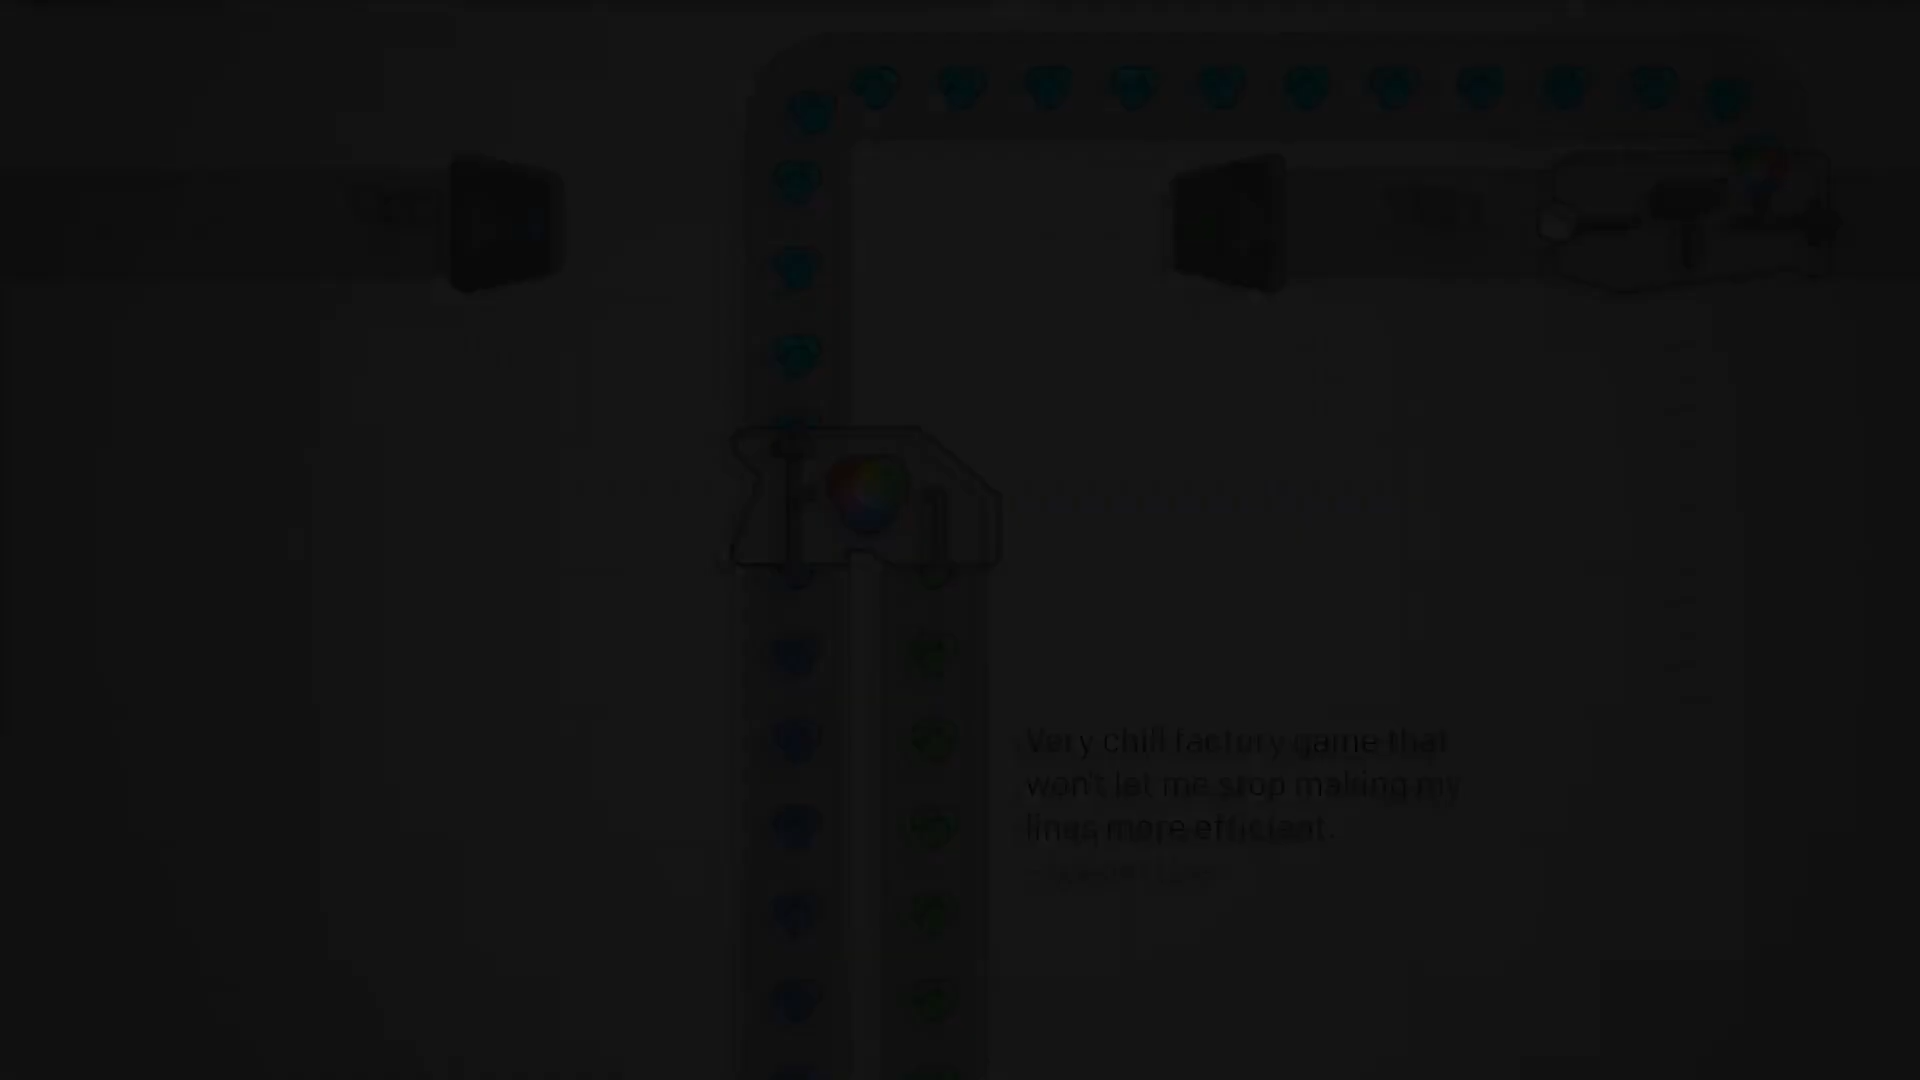 Very chill factory game that
won't let me stop making my
lines more efficient.